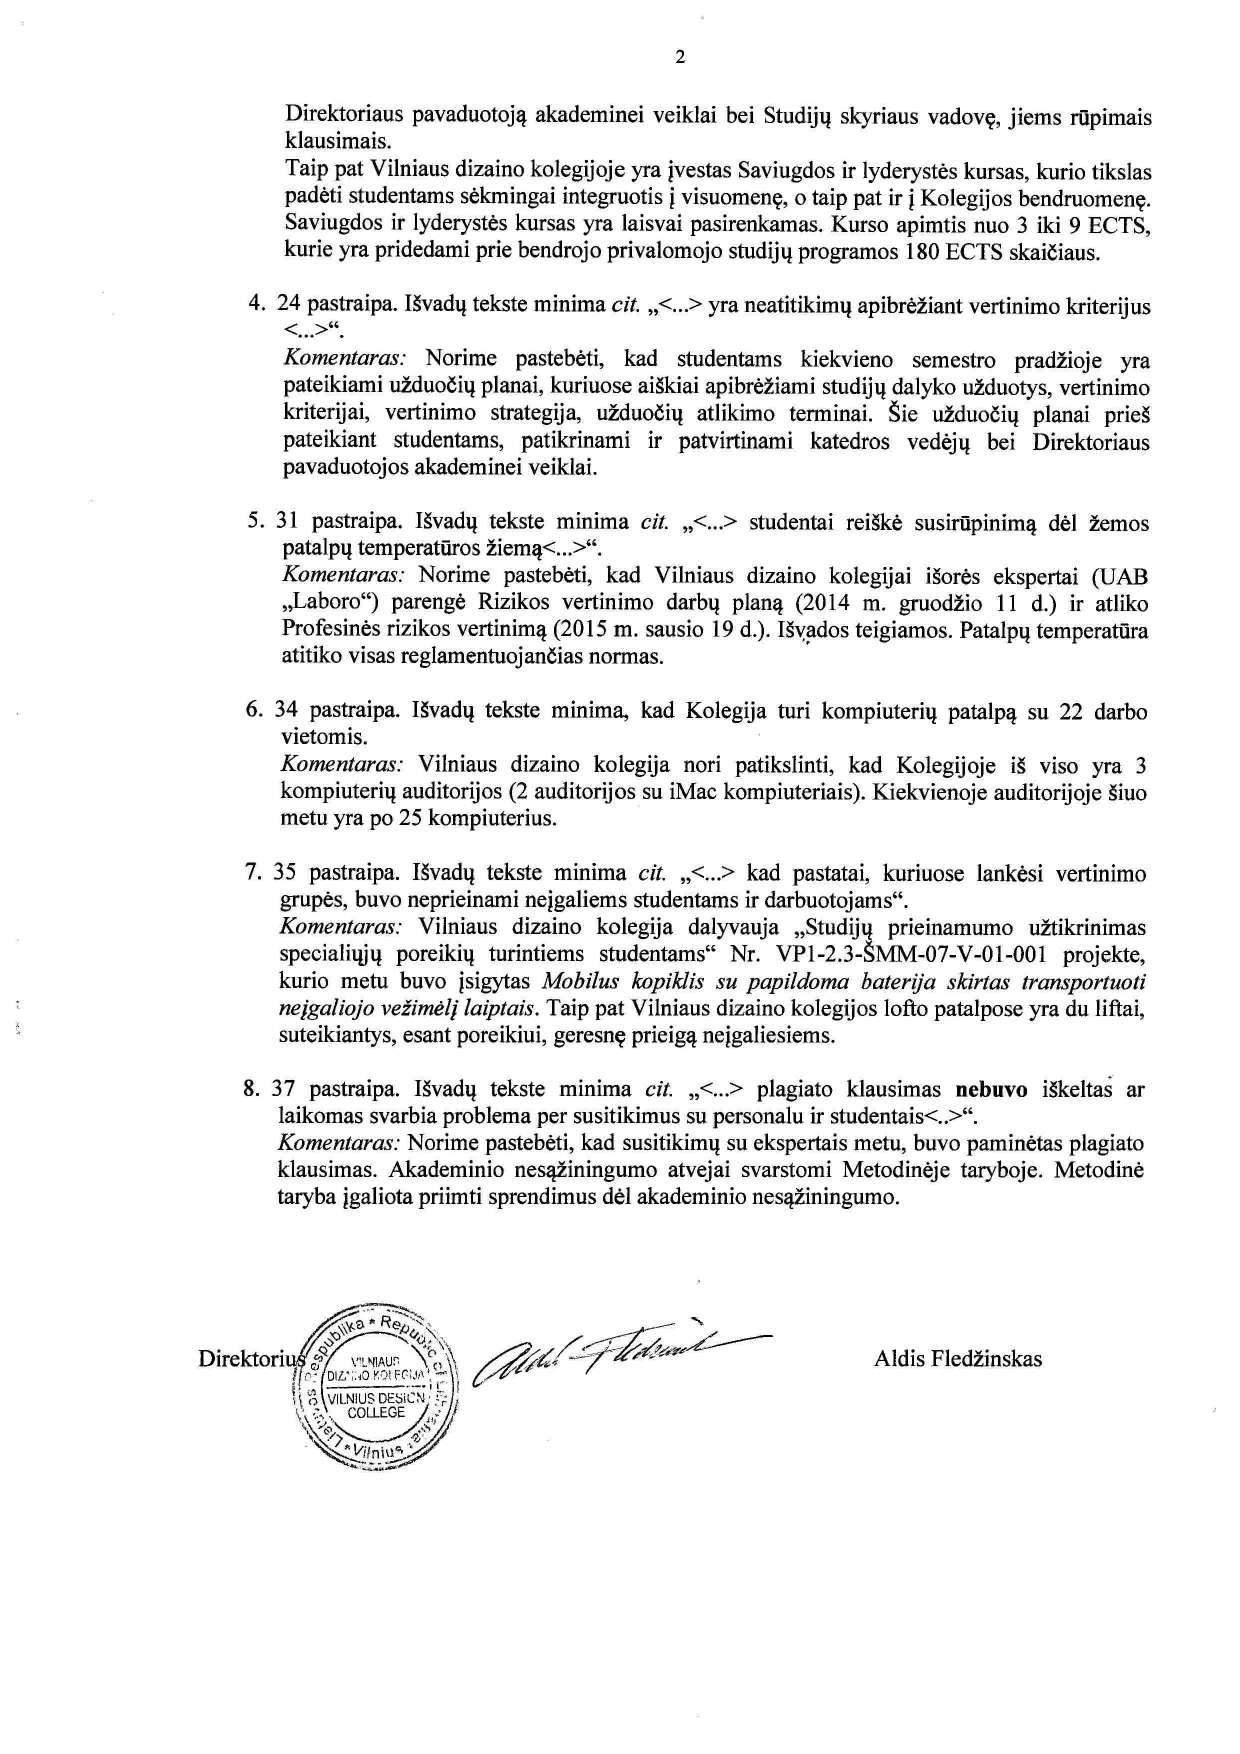 2
Direktoriaus pavaduotoją akademinei veiklai bei Studijų skyriaus vadovę, jiems rūpimais
klausimais.
Taip pat Vilniaus dizaino kolegijoje yra įvestas Saviugdos ir lyderystės kursas, kurio tikslas
padėti studentams sėkmingai integruotis į visuomenę, o taip pat ir į Kolegijos bendruomenę.
Saviugdos ir lyderystės kursas yra laisvai pasirenkamas. Kurso apimtis nuo 3 iki 9 ECTS,
kurie yra pridedami prie bendrojo privalomojo studijų programos 180 ECTS skaičiaus.
4. 24 pastraipa. Išvadų tekste minima cit. „<...> yra neatitikimų apibrėžiant vertinimo kriterijus
<...>“.
Komentaras: Norime pastebėti, kad studentams kiekvieno semestro pradžioje yra
pateikiami užduočių planai, kuriuose aiškiai apibrėžiami studijų dalyko užduotys, vertinimo
kriterijai, vertinimo strategija, užduočių atlikimo terminai. Šie užduočių planai prieš
pateikiant studentams, patikrinami ir patvirtinami katedros vedėjų bei Direktoriaus
pavaduotojos akademinei veiklai.
5. 31 pastraipa. Išvadų tekste minima cit. „<...> studentai reiškė susirūpinimą dėl žemos
patalpų temperatūros žiemą<...>“.
Komentaras: Norime pastebėti, kad Vilniaus dizaino kolegijai išorės ekspertai (UAB
„Laboro“) parengė Rizikos vertinimo darbų planą (2014 m. gruodžio 11 d.) ir atliko
Profesinės rizikos vertinimą (2015 m. sausio 19 d.). Išvados teigiamos. Patalpų temperatūra
atitiko visas reglamentuojančias normas.
6. 34 pastraipa. Išvadų tekste minima, kad Kolegija turi kompiuterių patalpą su 22 darbo
vietomis.
Komentaras: Vilniaus dizaino kolegija nori patikslinti, kad Kolegijoje iš viso yra 3
kompiuterių auditorijos (2 auditorijos su iMac kompiuteriais). Kiekvienoje auditorijoje šiuo
metu yra po 25 kompiuterius.
7. 35 pastraipa. Išvadų tekste minima cit. „<...> kad pastatai, kuriuose lankėsi vertinimo
grupės, buvo neprieinami neįgaliems studentams ir darbuotojams“.
Komentaras: Vilniaus dizaino kolegija dalyvauja „Studijų prieinamumo užtikrinimas
specialiųjų poreikių turintiems studentams“ Nr. VP1-2.3-ŠMM-07-V-01-001 projekte,
kurio metu buvo įsigytas Mobilus kopiklis su papildoma baterija skirtas transportuoti
neįgaliojo vežimėlį laiptais. Taip pat Vilniaus dizaino kolegijos lofto patalpose yra du liftai,
suteikiantys, esant poreikiui, geresnę prieigą neįgaliesiems.
8. 37 pastraipa. Išvadų tekste minima cit. „<...> plagiato klausimas nebuvo iškeltas ar
laikomas svarbia problema per susitikimus su personalu ir studentais<..>“.
Komentaras: Norime pastebėti, kad susitikimų su ekspertais metu, buvo paminėtas plagiato
klausimas. Akademinio nesąžiningumo atvejai svarstomi Metodinėje taryboje. Metodinė
taryba įgaliota priimti sprendimus dėl akademinio nesąžiningumo.
Direktorius
Aldis Fledžinskas
Lietuvos Respublika * Republic of Lithuania * Vilnius *
VILNIAUS
DIZAINO KOLEGIJA
VILNIUS DESIGN
COLLEGE